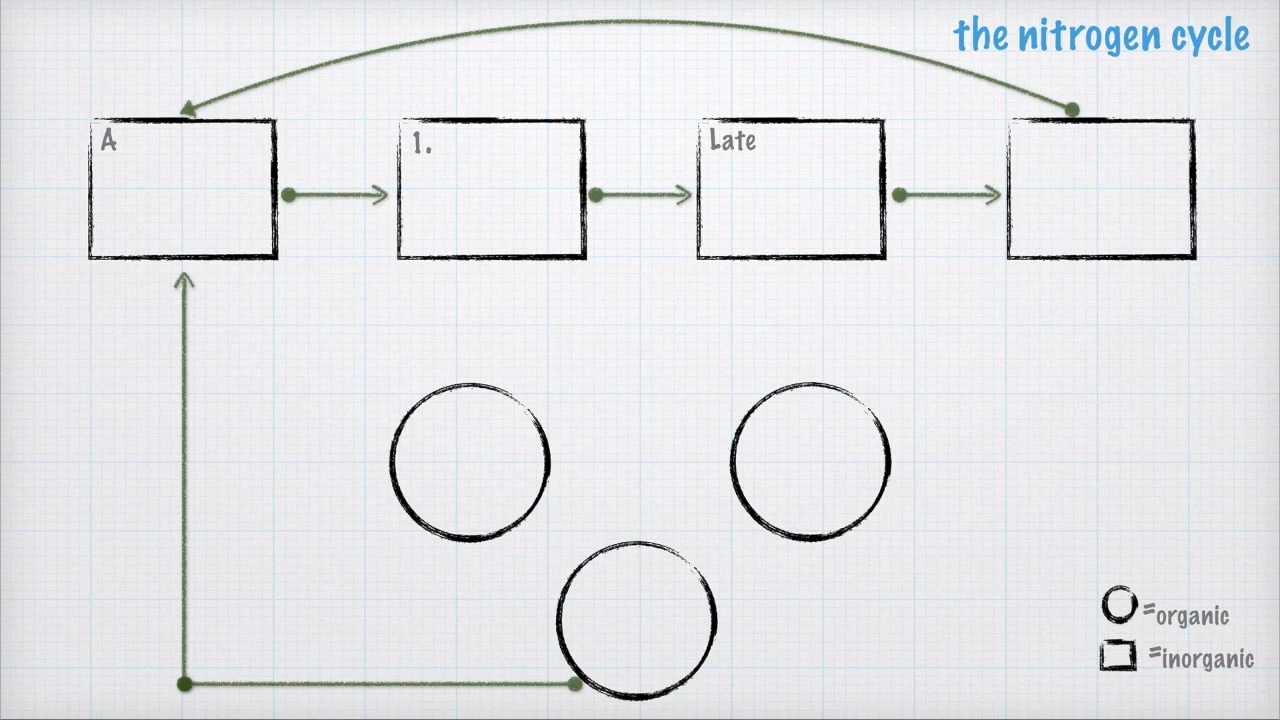 the nitrogen cycle
A
1.
Late
=organic
=inorganic